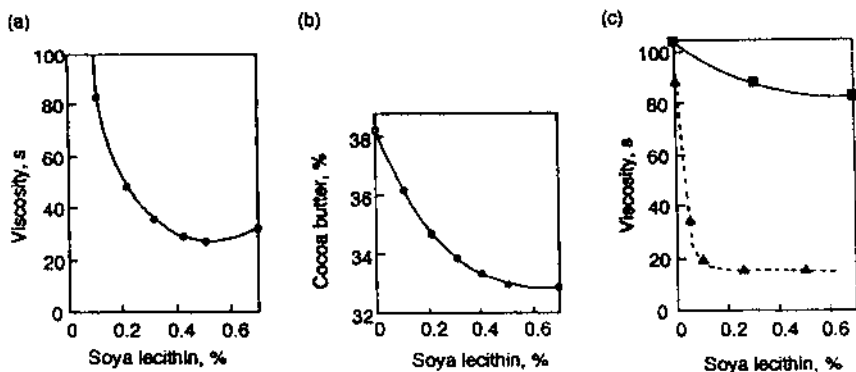 (a)
Viscosity, s
100
80
60
40
20
0
0 0.2 0.4 0.6
Soya lecithin, %
(b)
Cocoa butter, %
38
36
34
32
0 0.2 0.4 0.6
Soya lecithin, %
(c)
Viscosity, s
100
80
60
40
20
0
0 0.2 0.4 0.6
Soya lecithin, %